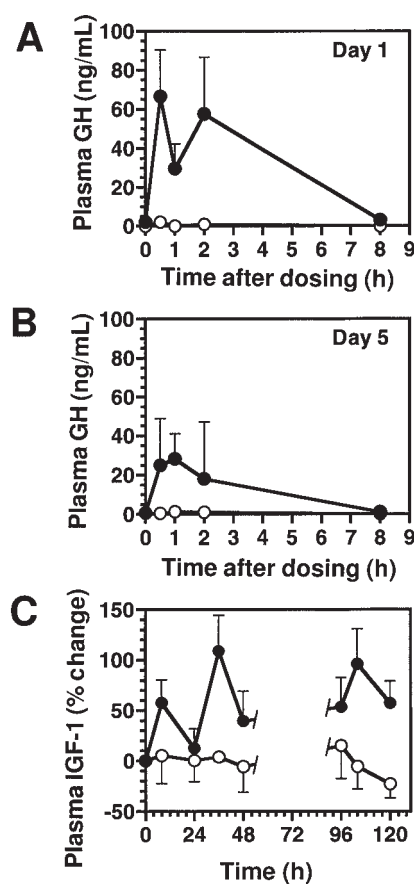 A
Plasma GH (ng/mL)
100
80
60
40
20
0
Day 1
0 1 2 3 4 5 6 7 8 9
Time after dosing (h)
B
Plasma GH (ng/mL)
100
80
60
40
20
0
Day 5
0 1 2 3 4 5 6 7 8 9
Time after dosing (h)
C
Plasma IGF-1 (% change)
150
100
50
0
-50
0 24 48 72 96 120
Time (h)